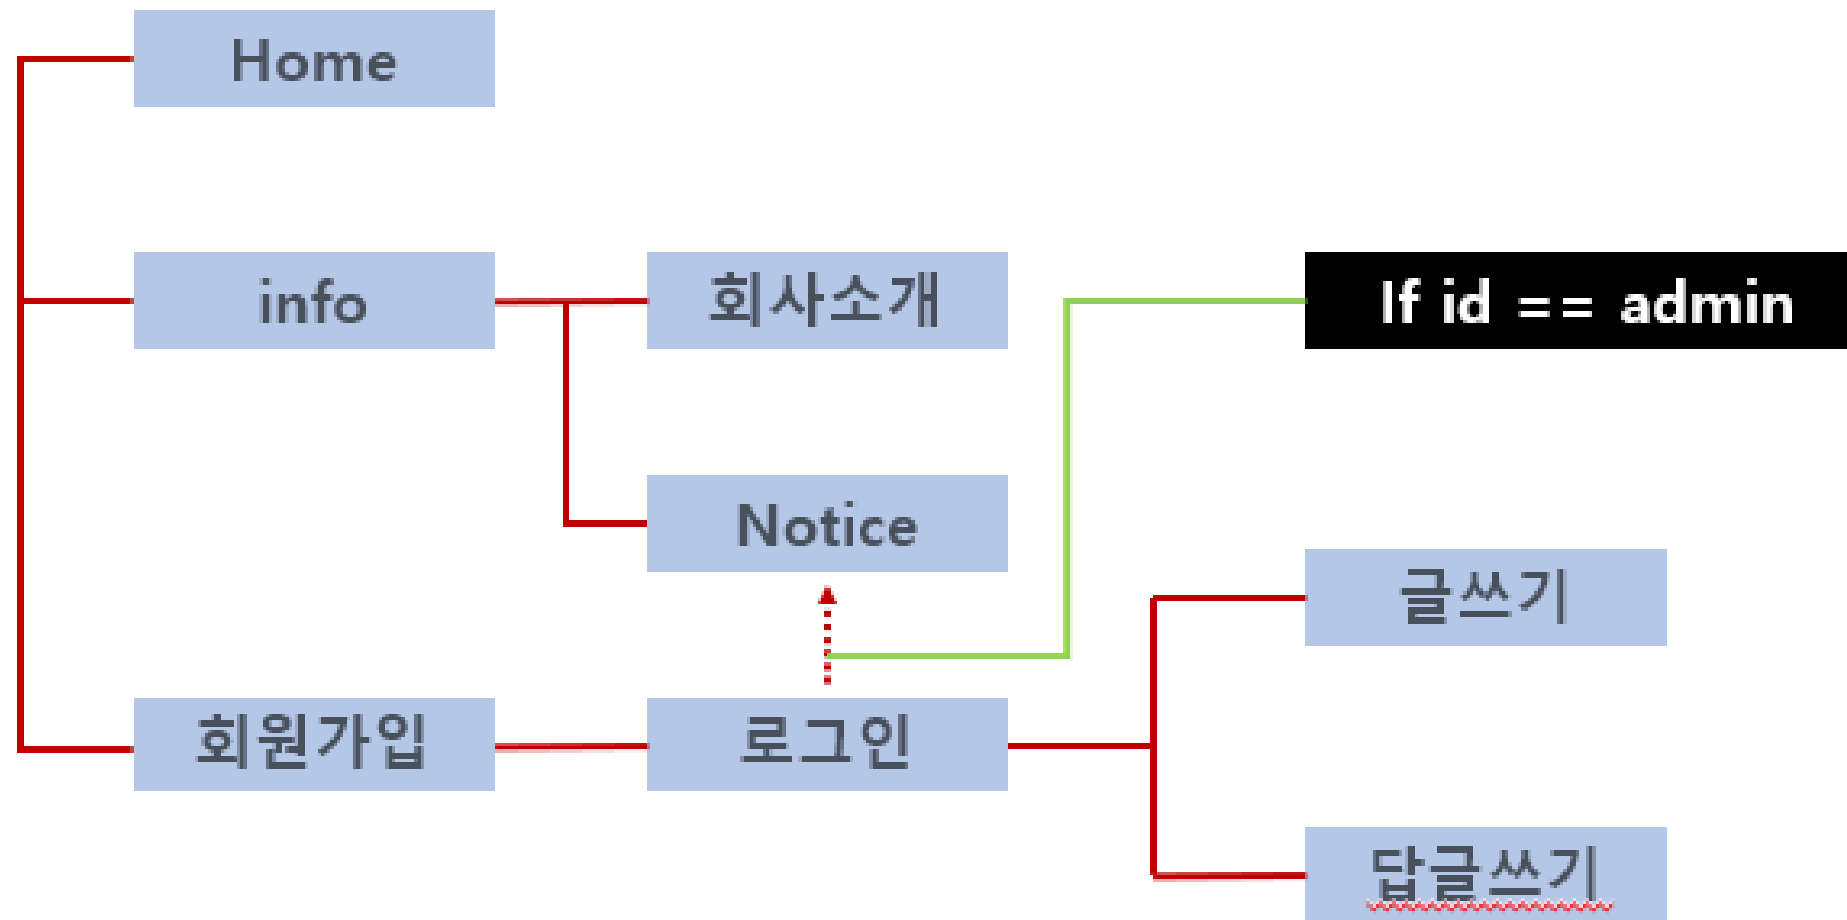 Home
info
회사소개
If id == admin
Notice
글쓰기
회원가입
로그인
답글쓰기